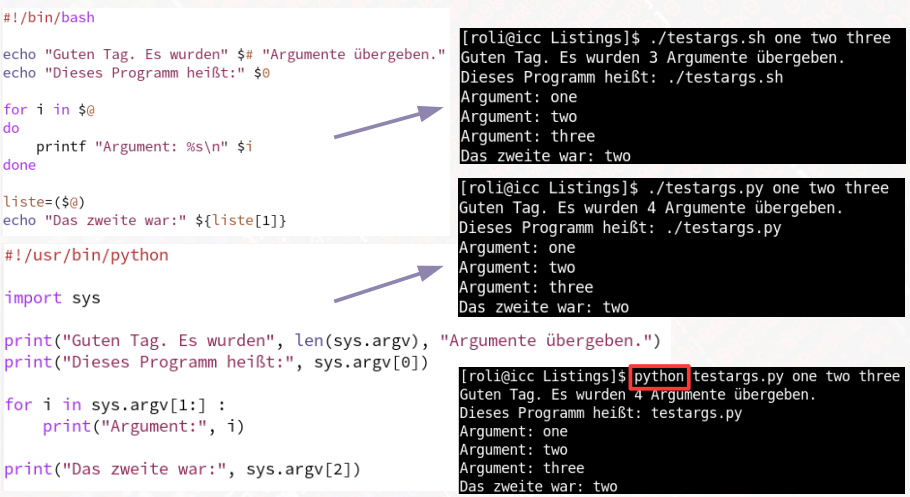 #!/bin/bash
echo "Guten Tag. Es wurden" $# "Argumente übergeben."
echo "Dieses Programm heißt:" $0
for i in $@
do
    printf "Argument: %s\n" $i
done
liste=($@)
echo "Das zweite war:" ${liste[1]}
[roli@icc Listings]$ ./testargs.sh one two three
Guten Tag. Es wurden 3 Argumente übergeben.
Dieses Programm heißt: ./testargs.sh
Argument: one
Argument: two
Argument: three
Das zweite war: two
#!/usr/bin/python
import sys
print("Guten Tag. Es wurden", len(sys.argv), "Argumente übergeben.")
print("Dieses Programm heißt:", sys.argv[0])
for i in sys.argv[1:] :
    print("Argument:", i)
print("Das zweite war:", sys.argv[2])
[roli@icc Listings]$ ./testargs.py one two three
Guten Tag. Es wurden 4 Argumente übergeben.
Dieses Programm heißt: ./testargs.py
Argument: one
Argument: two
Argument: three
Das zweite war: two
[roli@icc Listings]$ python testargs.py one two three
Guten Tag. Es wurden 4 Argumente übergeben.
Dieses Programm heißt: testargs.py
Argument: one
Argument: two
Argument: three
Das zweite war: two